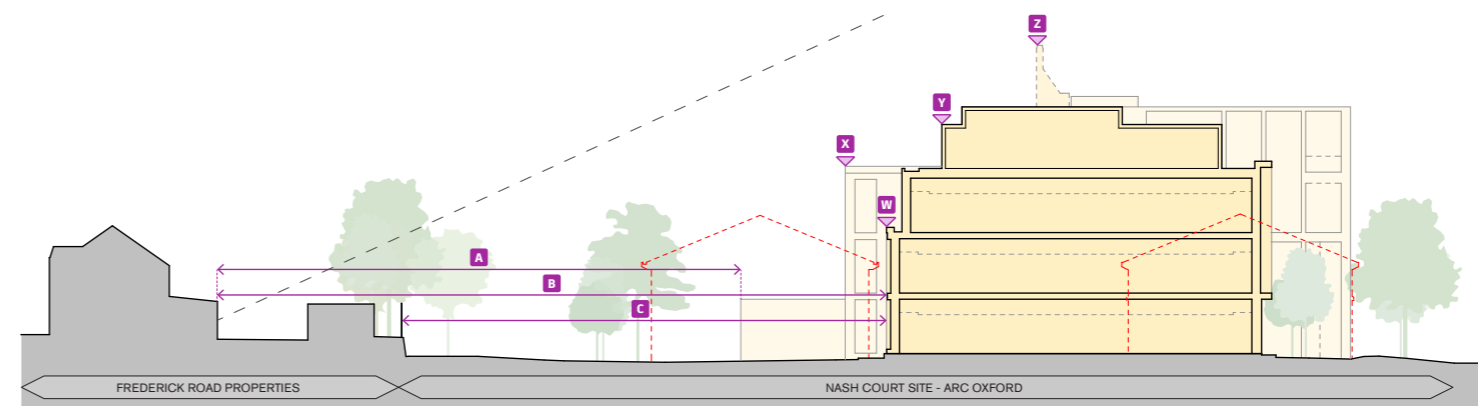 Z
Y
X
W
A
B
C
FREDERICK ROAD PROPERTIES
NASH COURT SITE - ARC OXFORD